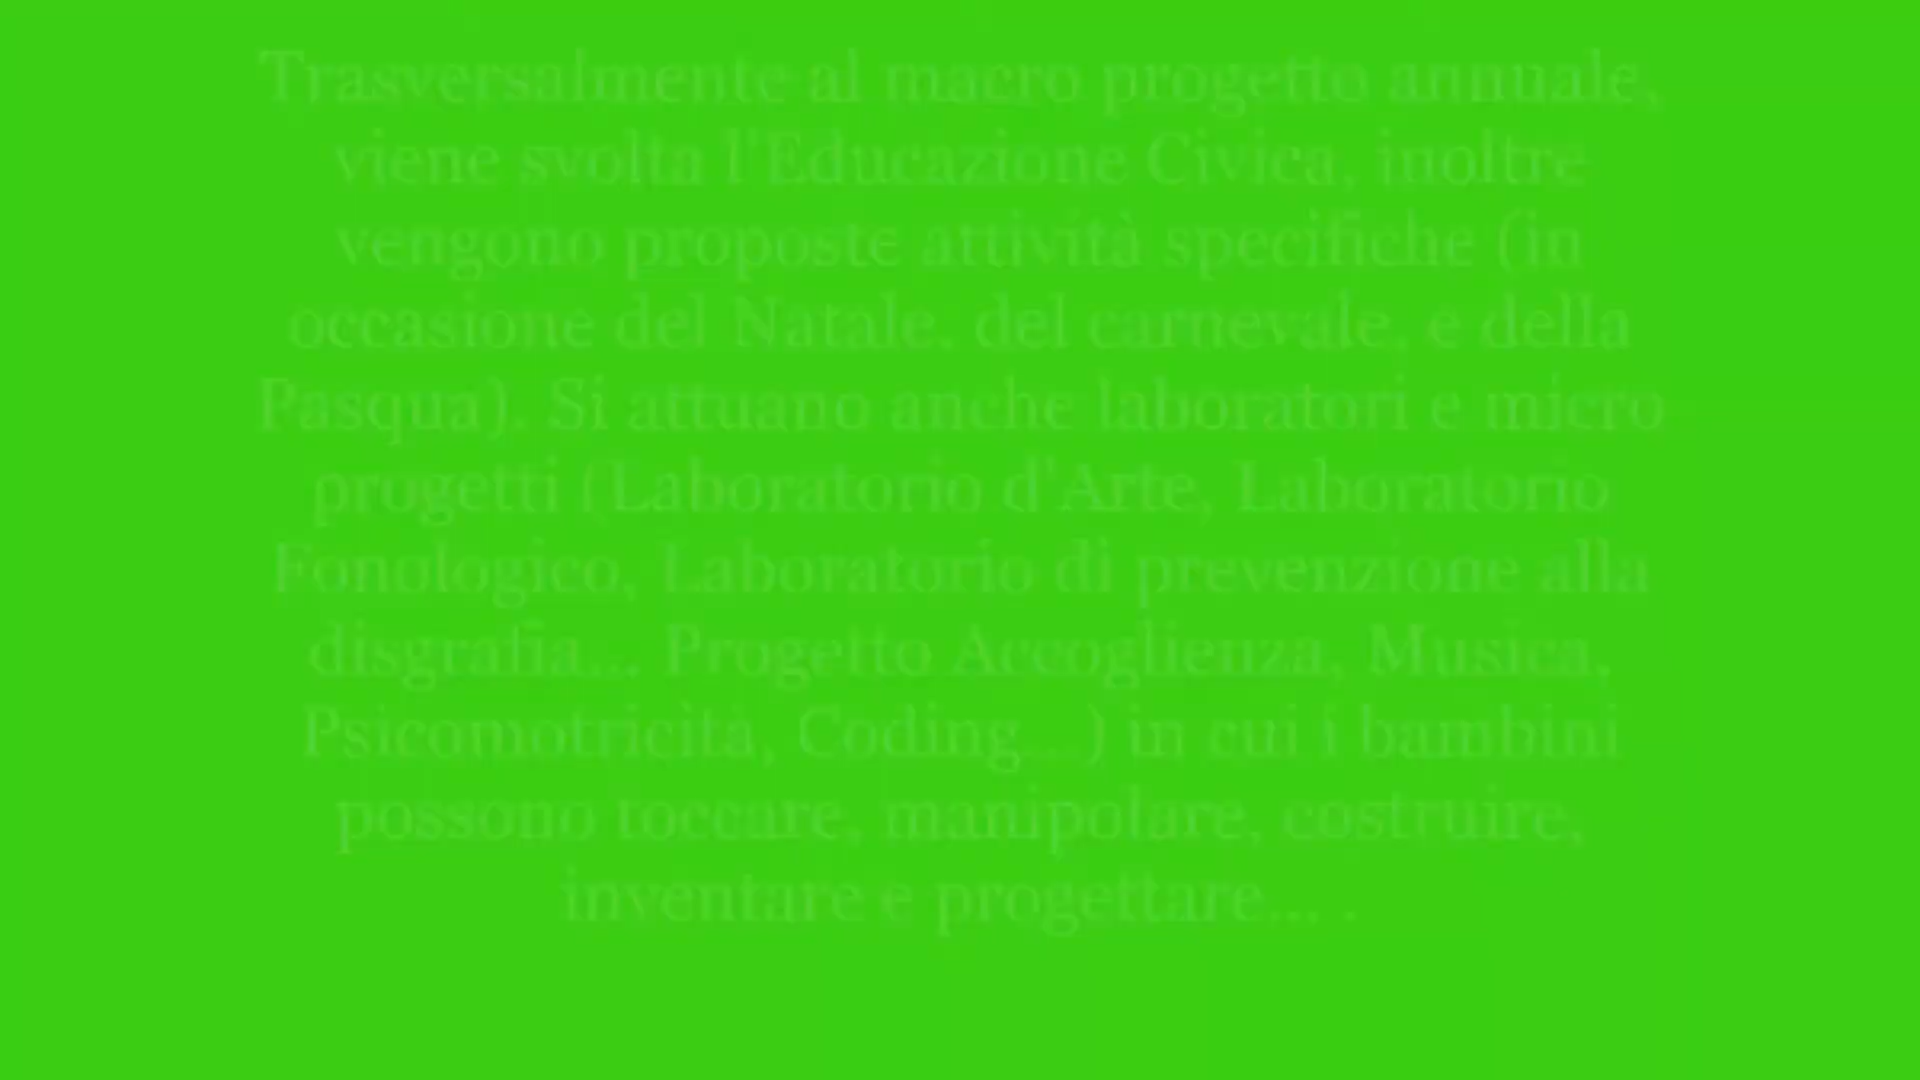 Trasversalmente al macro progetto annuale,
viene svolta l'Educazione Civica, inoltre
vengono proposte attività specifiche (in
occasione del Natale, del carnevale, e della
Pasqua). Si attuano anche laboratori e micro
progetti (Laboratorio d'Arte, Laboratorio
Fonologico, Laboratorio di prevenzione alla
disgrafia... Progetto Accoglienza, Musica,
Psicomotricità, Coding...) in cui i bambini
possono toccare, manipolare, costruire,
inventare e progettare... .